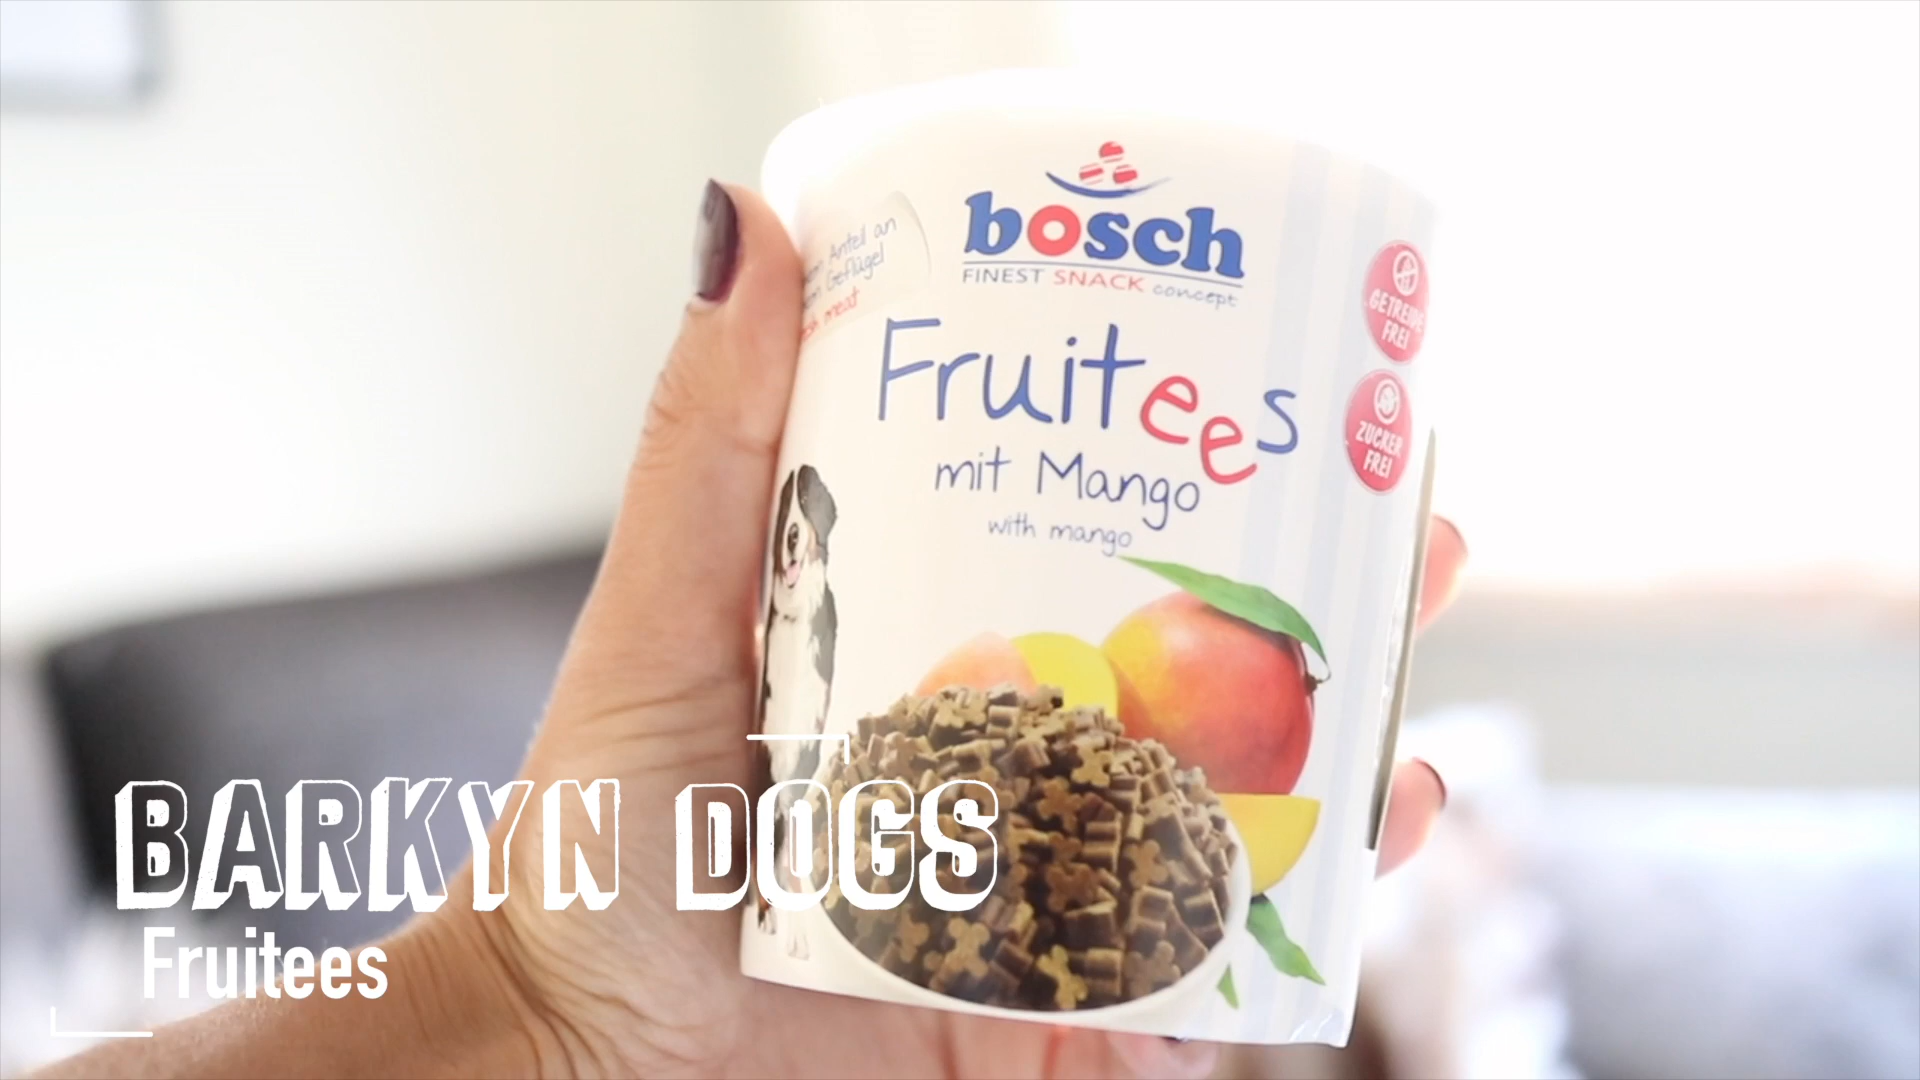 Anteil an
Geflügel
meat
bosch
FINEST SNACK concept
Fruitees
mit Mango
with mango
GETREIDE
FREI
ZUCKER
FREI
BARKYN DOGS
Fruitees